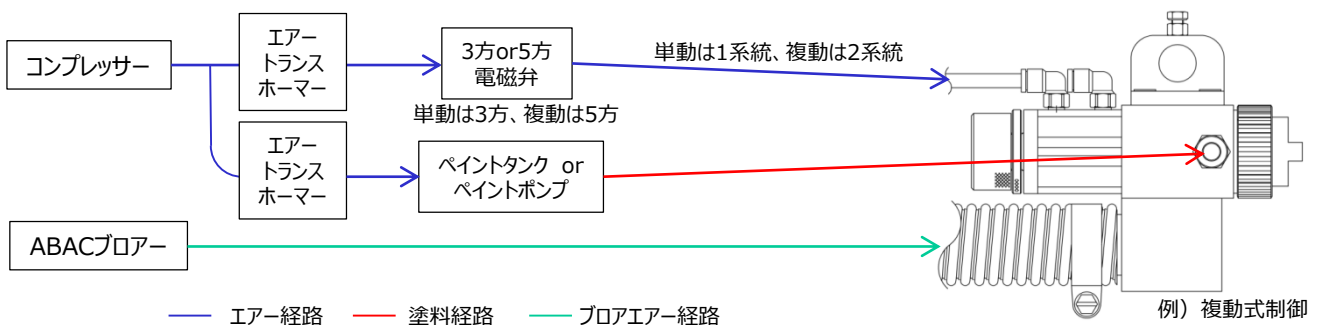 コンプレッサー
エアー
トランス
ホーマー
3方or5方
電磁弁
単動は3方、複動は5方
単動は1系統、複動は2系統
エアー
トランス
ホーマー
ペイントタンク or
ペイントポンプ
ABACブロアー
エアー経路
塗料経路
ブロアエアー経路
例）複動式制御